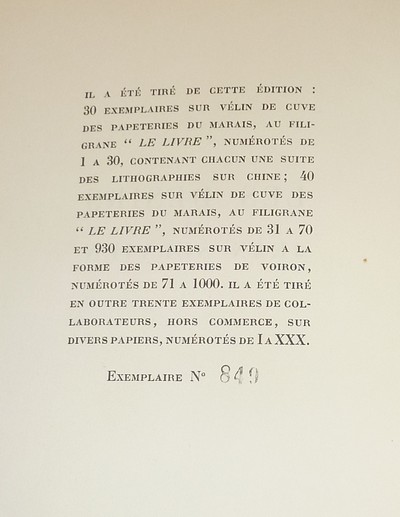 IL A ÉTÉ TIRÉ DE CETTE ÉDITION :
30 EXEMPLAIRES SUR VÉLIN DE CUVE
DES PAPETERIES DU MARAIS, AU FILI-
GRANE “ LE LIVRE ”, NUMÉROTÉS DE
1 A 30, CONTENANT CHACUN UNE SUITE
DES LITHOGRAPHIES SUR CHINE ; 40
EXEMPLAIRES SUR VÉLIN DE CUVE DES
PAPETERIES DU MARAIS, AU FILIGRANE
“ LE LIVRE ”, NUMÉROTÉS DE 31 A 70
ET 930 EXEMPLAIRES SUR VÉLIN A LA
FORME DES PAPETERIES DE VOIRON,
NUMÉROTÉS DE 71 A 1000. IL A ÉTÉ TIRÉ
EN OUTRE TRENTE EXEMPLAIRES DE COL-
LABORATEURS, HORS COMMERCE, SUR
DIVERS PAPIERS, NUMÉROTÉS DE I A XXX.
EXEMPLAIRE N° 849